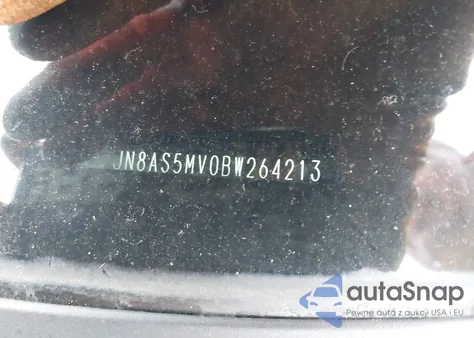 JN8AS5MV0BW264213
autaSnap
Pewne auta z aukcji USA i EU